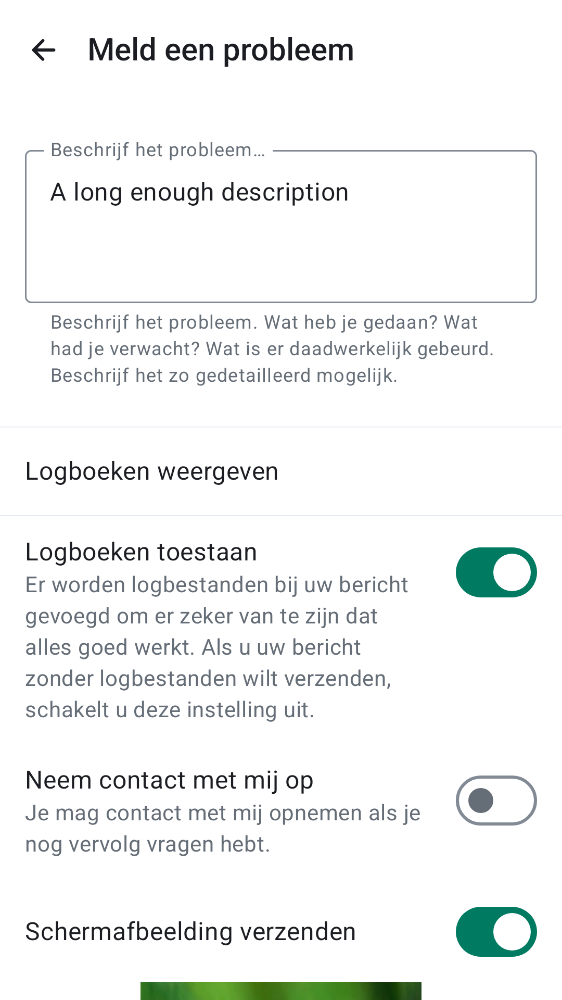 Meld een probleem
Beschrijf het probleem...
A long enough description
Beschrijf het probleem. Wat heb je gedaan? Wat
had je verwacht? Wat is er daadwerkelijk gebeurd.
Beschrijf het zo gedetailleerd mogelijk.
Logboeken weergeven
Logboeken toestaan
Er worden logbestanden bij uw bericht
gevoegd om er zeker van te zijn dat
alles goed werkt. Als u uw bericht
zonder logbestanden wilt verzenden,
schakelt u deze instelling uit.
Neem contact met mij op
Je mag contact met mij opnemen als je
nog vervolg vragen hebt.
Schermafbeelding verzenden